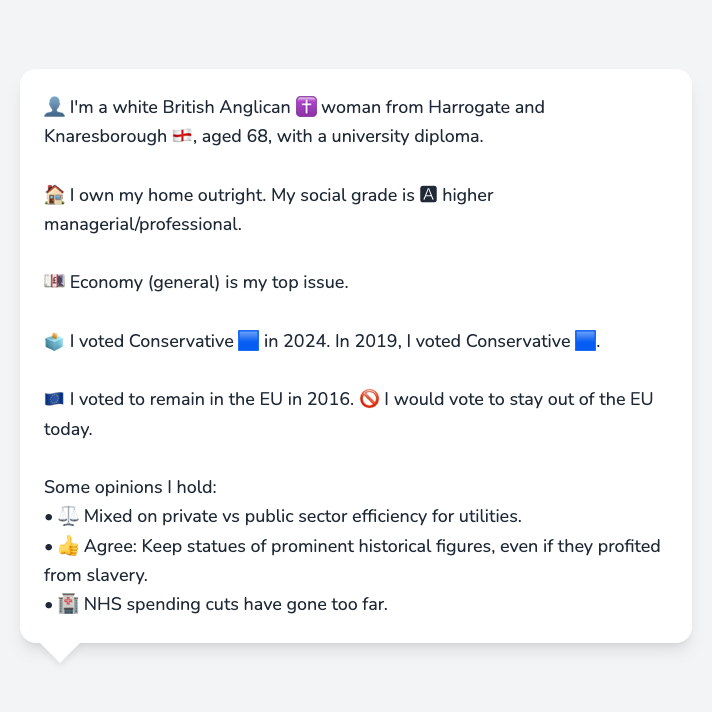 👤 I'm a white British Anglican ✝️ woman from Harrogate and
Knaresborough 🏴󠁧󠁢󠁥󠁮󠁧󠁿, aged 68, with a university diploma.
🏠 I own my home outright. My social grade is 🅰️ higher
managerial/professional.
💷 Economy (general) is my top issue.
🗳️ I voted Conservative 🟦 in 2024. In 2019, I voted Conservative 🟦.
🇪🇺 I voted to remain in the EU in 2016. 🚫 I would vote to stay out of the EU
today.
Some opinions I hold:
• ⚖️ Mixed on private vs public sector efficiency for utilities.
• 👍 Agree: Keep statues of prominent historical figures, even if they profited
from slavery.
• 🏥 NHS spending cuts have gone too far.